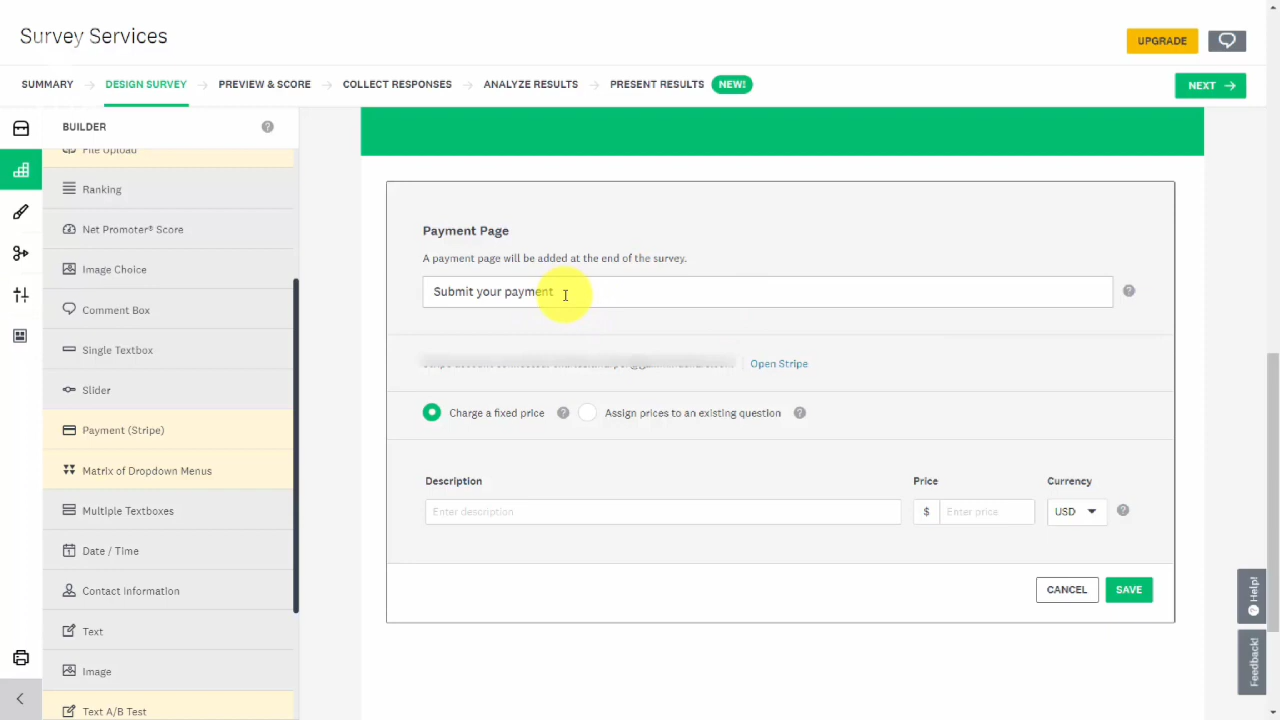 Survey Services
UPGRADE
SUMMARY
DESIGN SURVEY
PREVIEW & SCORE
COLLECT RESPONSES
ANALYZE RESULTS
PRESENT RESULTS
NEW!
NEXT
BUILDER
File Upload
Ranking
Net Promoter® Score
Image Choice
Comment Box
Single Textbox
Slider
Payment (Stripe)
Matrix of Dropdown Menus
Multiple Textboxes
Date / Time
Contact Information
Text
Image
Text A/B Test
Payment Page
A payment page will be added at the end of the survey.
Submit your payment
Open Stripe
Charge a fixed price
Assign prices to an existing question
Description
Price
Currency
Enter description
$
Enter price
USD
CANCEL
SAVE
Help!
Feedback!